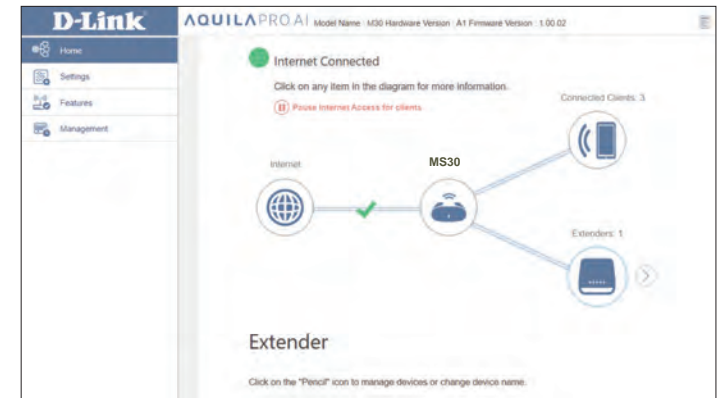 D-Link
AQUILA PRO AI Model Name : M30 Hardware Version : A1 Firmware Version : 1.00.02
Home
Settings
Features
Management
Internet Connected
Click on any item in the diagram for more information.
Pause Internet Access for clients.
Connected Clients: 3
Internet
MS30
Extenders: 1
Extender
Click on the "Pencil" icon to manage devices or change device name.